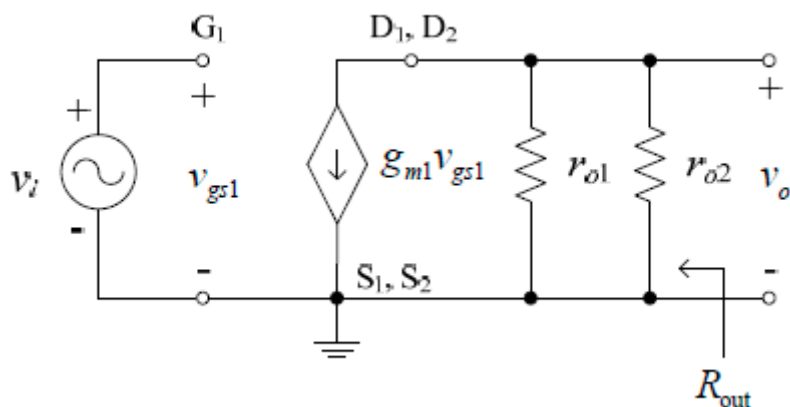 G1
D1, D2
+
+
+
vi
vgs1
gm1vgs1
ro1
ro2
vo
-
-
-
S1, S2
Rout